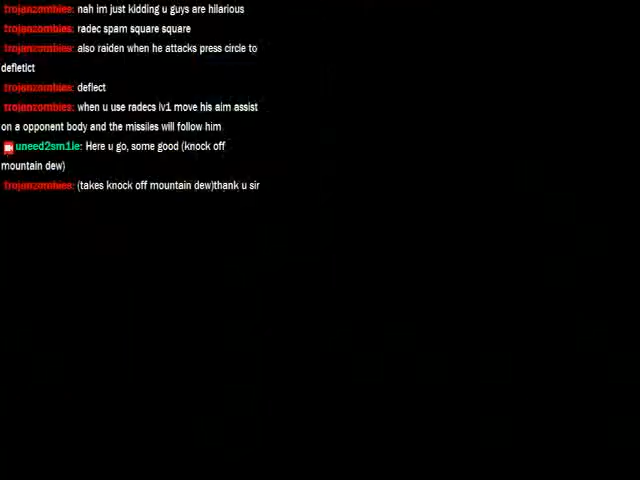 trojanzombies: nah im just kidding u guys are hilarious
trojanzombies: radec spam square square
trojanzombies: also raiden when he attacks press circle to
defletict
trojanzombies: deflect
trojanzombies: when u use radecs lv1 move his aim assist
on a opponent body and the missiles will follow him
uneed2sm1le: Here u go, some good (knock off
mountain dew)
trojanzombies: (takes knock off mountain dew)thank u sir